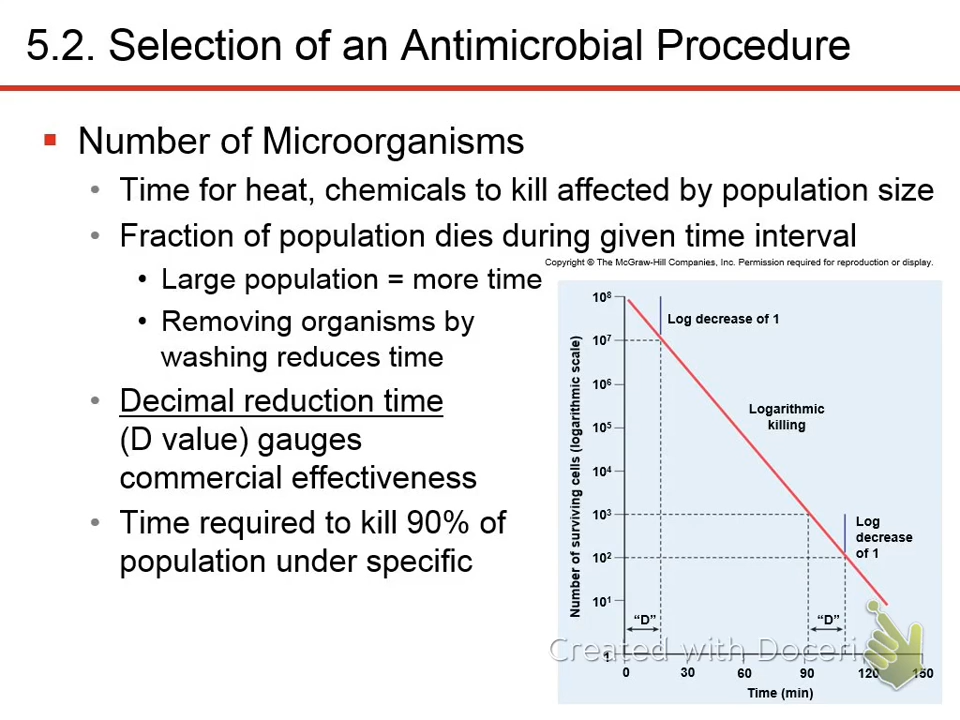 5.2. Selection of an Antimicrobial Procedure
Number of Microorganisms
Time for heat, chemicals to kill affected by population size
Fraction of population dies during given time interval
Copyright © The McGraw-Hill Companies, Inc. Permission required for reproduction or display.
Large population = more time
Removing organisms by
washing reduces time
Decimal reduction time
(D value) gauges
commercial effectiveness
Time required to kill 90% of
population under specific
Number of surviving cells (logarithmic scale)
10⁸
10⁷
10⁶
10⁵
10⁴
10³
10²
10¹
1
Log decrease of 1
Logarithmic
killing
Log
decrease
of 1
“D”
“D”
Created with Doceri
0 30 60 90 120 150
Time (min)